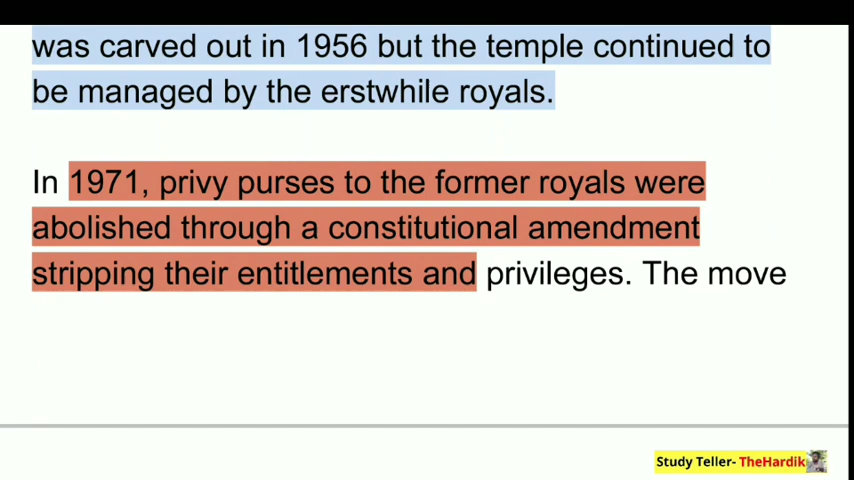 was carved out in 1956 but the temple continued to
be managed by the erstwhile royals.
In 1971, privy purses to the former royals were
abolished through a constitutional amendment
stripping their entitlements and privileges. The move
Study Teller- TheHardik